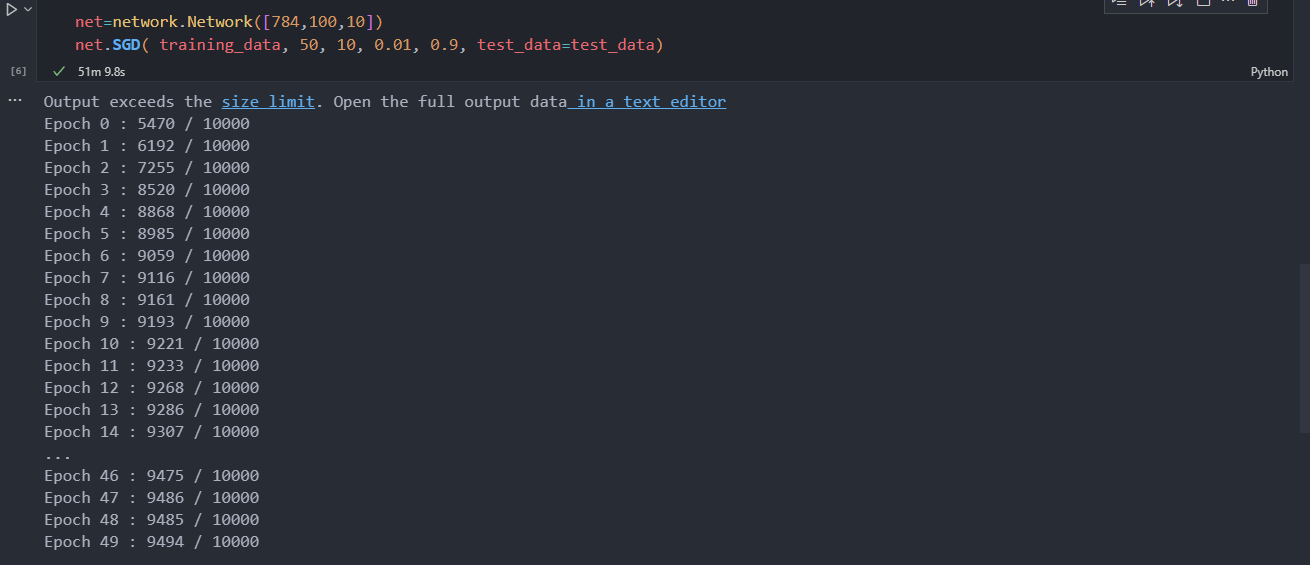 net=network.Network([784,100,10])
net.SGD( training_data, 50, 10, 0.01, 0.9, test_data=test_data)
[6] 51m 9.8s Python
... Output exceeds the size limit. Open the full output data in a text editor
Epoch 0 : 5470 / 10000
Epoch 1 : 6192 / 10000
Epoch 2 : 7255 / 10000
Epoch 3 : 8520 / 10000
Epoch 4 : 8868 / 10000
Epoch 5 : 8985 / 10000
Epoch 6 : 9059 / 10000
Epoch 7 : 9116 / 10000
Epoch 8 : 9161 / 10000
Epoch 9 : 9193 / 10000
Epoch 10 : 9221 / 10000
Epoch 11 : 9233 / 10000
Epoch 12 : 9268 / 10000
Epoch 13 : 9286 / 10000
Epoch 14 : 9307 / 10000
...
Epoch 46 : 9475 / 10000
Epoch 47 : 9486 / 10000
Epoch 48 : 9485 / 10000
Epoch 49 : 9494 / 10000